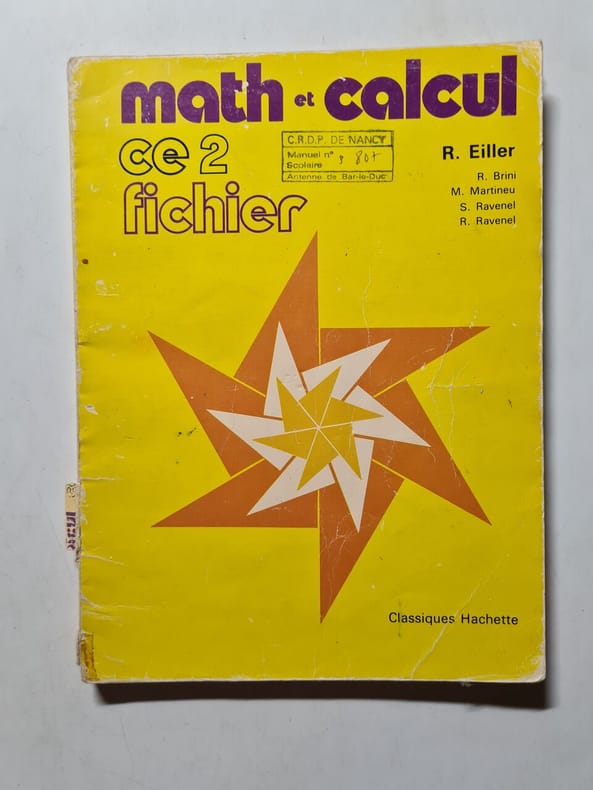 math et calcul
ce 2
fichier
C.R.D.P. DE NANCY
Manuel n°
Scolaire
Antenne de Bar-le-Duc
R. Eiller
R. Brini
M. Martineu
S. Ravenel
R. Ravenel
Classiques Hachette